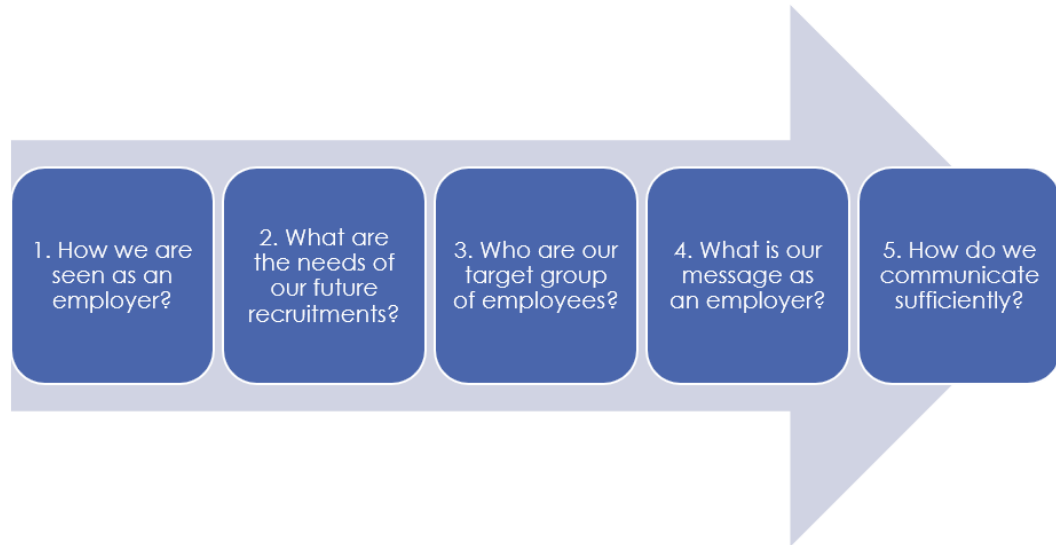 1. How we are
seen as an
employer?
2. What are
the needs of
our future
recruitments?
3. Who are our
target group
of employees?
4. What is our
message as
an employer?
5. How do we
communicate
sufficiently?